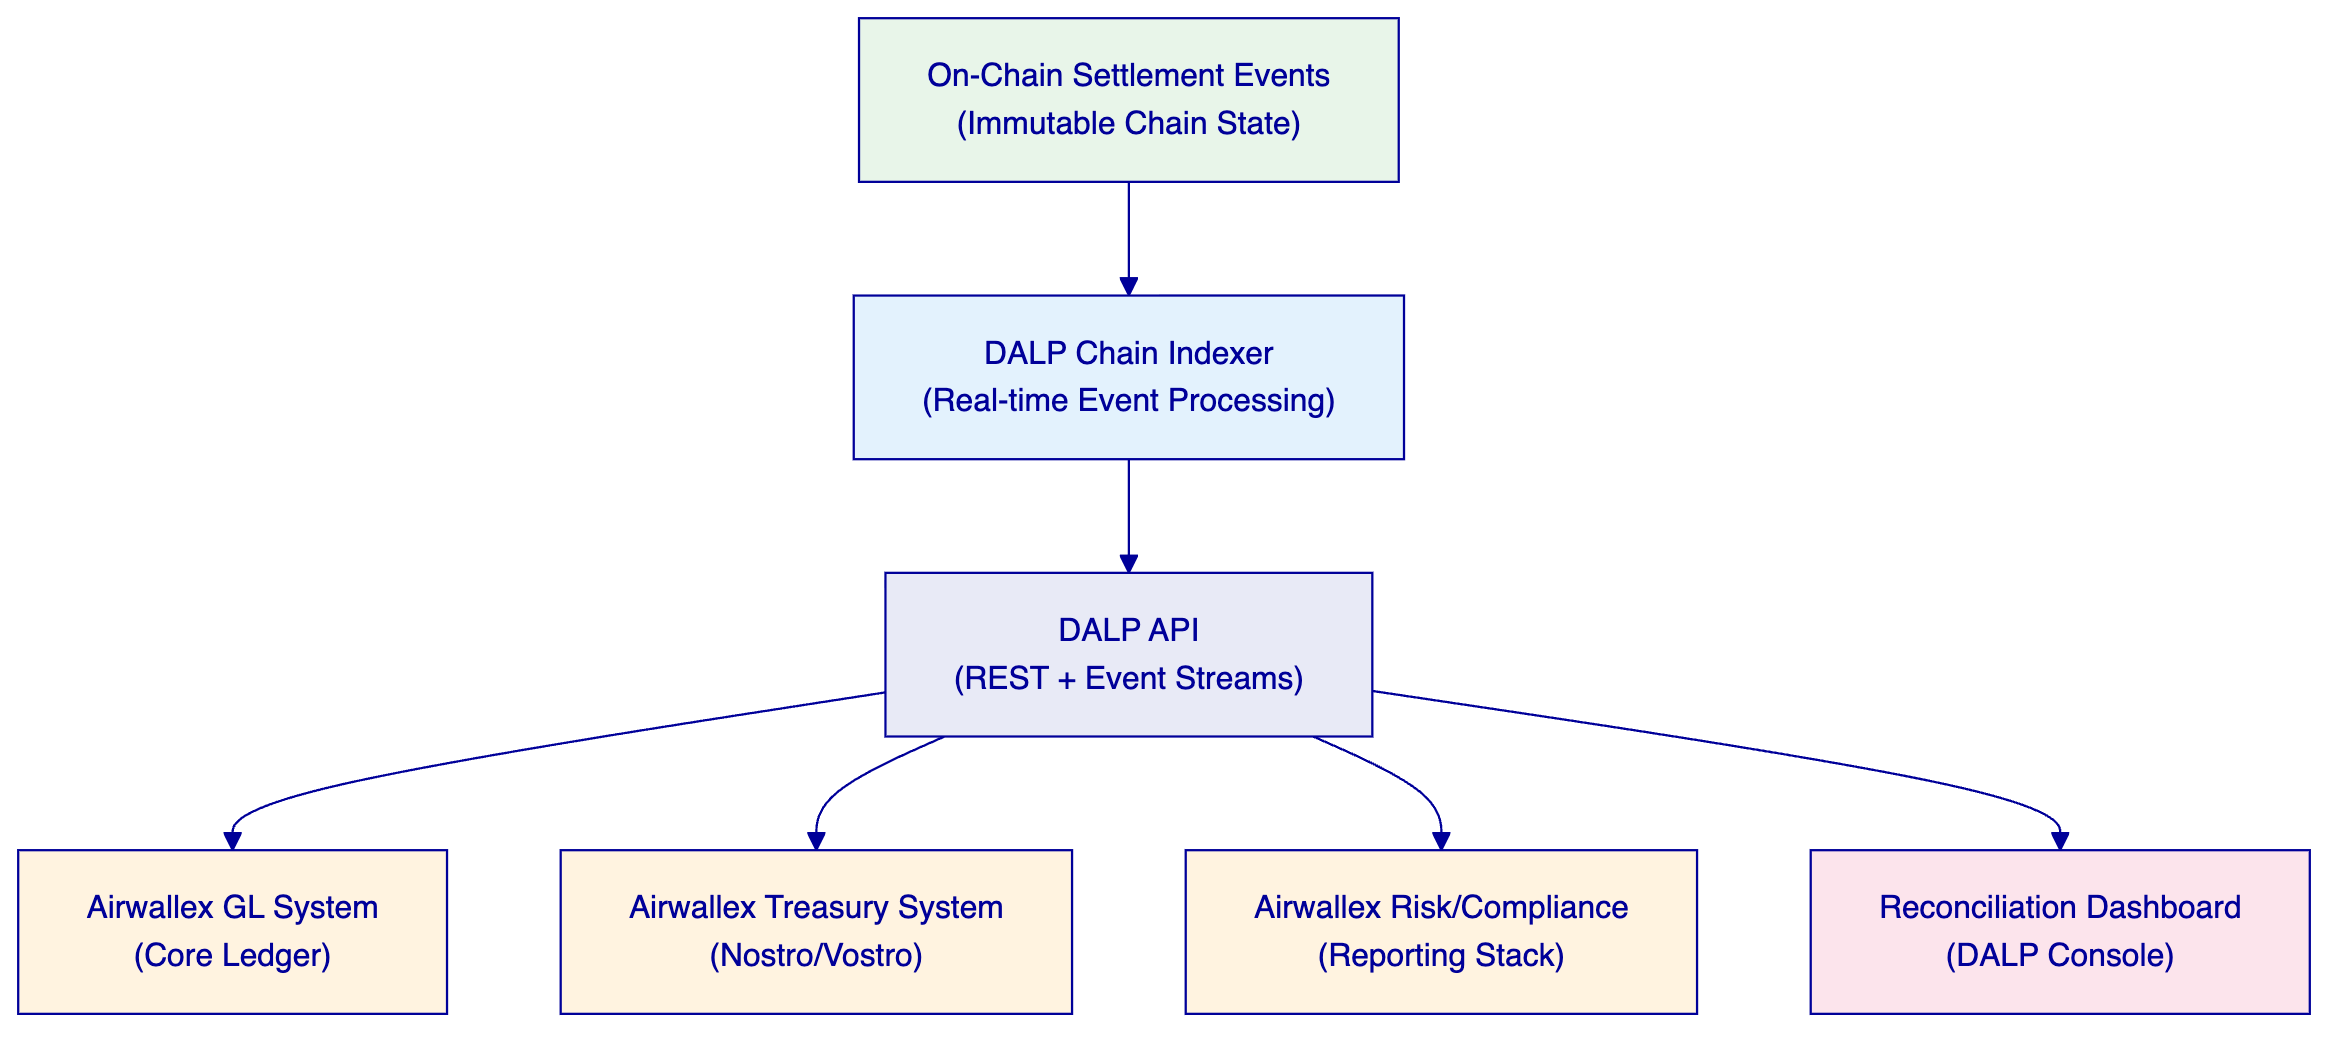 On-Chain Settlement Events
(Immutable Chain State)
DALP Chain Indexer
(Real-time Event Processing)
DALP API
(REST + Event Streams)
Airwallex GL System
(Core Ledger)
Airwallex Treasury System
(Nostro/Vostro)
Airwallex Risk/Compliance
(Reporting Stack)
Reconciliation Dashboard
(DALP Console)